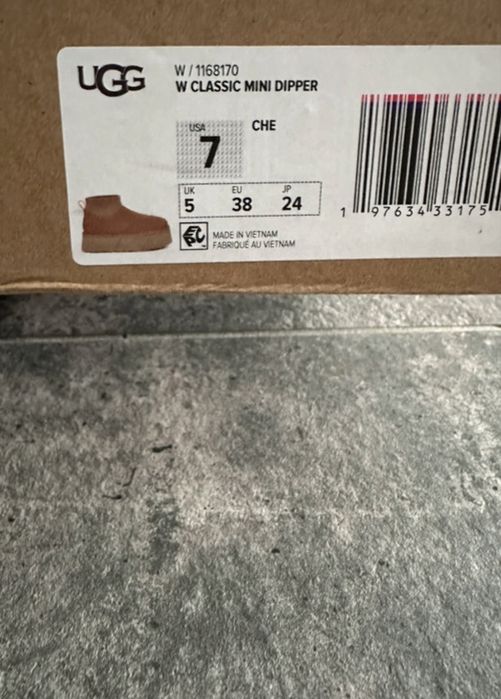 UGG
W / 1168170
W CLASSIC MINI DIPPER
USA
7
CHE
UK EU JP
5 38 24
MADE IN VIETNAM
FABRIQUÉ AU VIETNAM
1 97634 33175